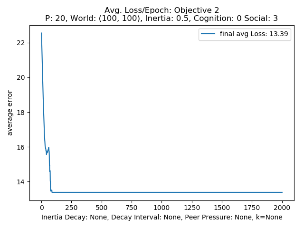 Avg. Loss/Epoch: Objective 2
P: 20, World: (100, 100), Inertia: 0.5, Cognition: 0 Social: 3
final avg Loss: 13.39
average error
22
20
18
16
14
0 250 500 750 1000 1250 1500 1750 2000
Inertia Decay: None, Decay Interval: None, Peer Pressure: None, k=None